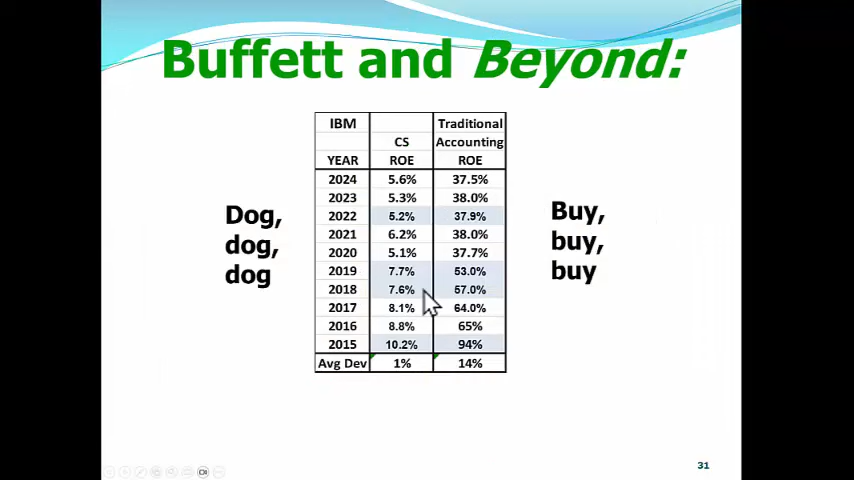 Buffett and Beyond:
IBM Traditional
CS Accounting
YEAR ROE ROE
2024 5.6% 37.5%
2023 5.3% 38.0%
2022 5.2% 37.9%
2021 6.2% 38.0%
2020 5.1% 37.7%
2019 7.7% 53.0%
2018 7.6% 57.0%
2017 8.1% 64.0%
2016 8.8% 65%
2015 10.2% 94%
Avg Dev 1% 14%
Dog,
dog,
dog
Buy,
buy,
buy
31